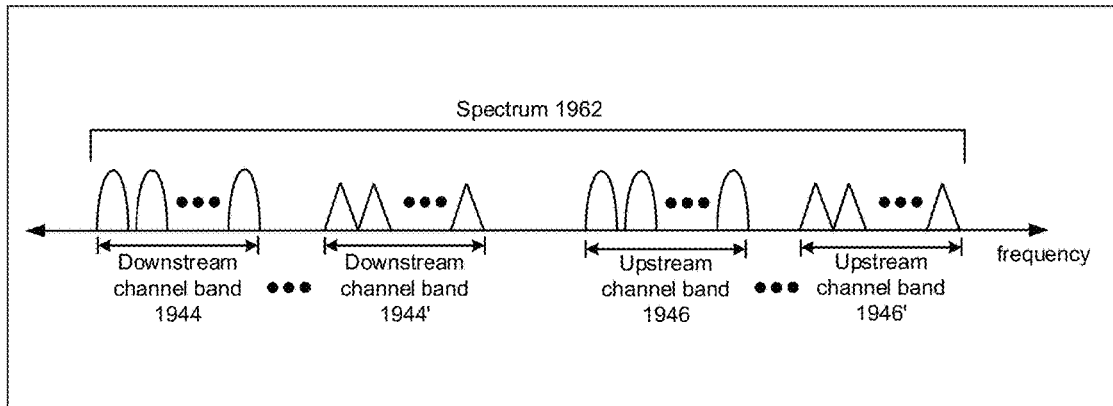 Spectrum 1962
frequency
Downstream
channel band
1944
Downstream
channel band
1944'
Upstream
channel band
1946
Upstream
channel band
1946'